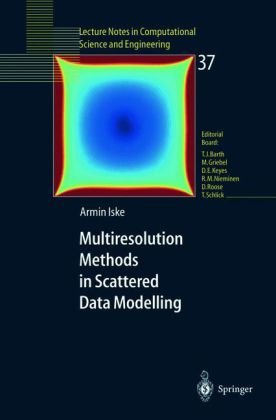 Lecture Notes in Computational
Science and Engineering
37
Editorial
Board:
T.J. Barth
M. Griebel
D.E. Keyes
R.M. Nieminen
D. Roose
T. Schlick
Armin Iske
Multiresolution
Methods
in Scattered
Data Modelling
Springer